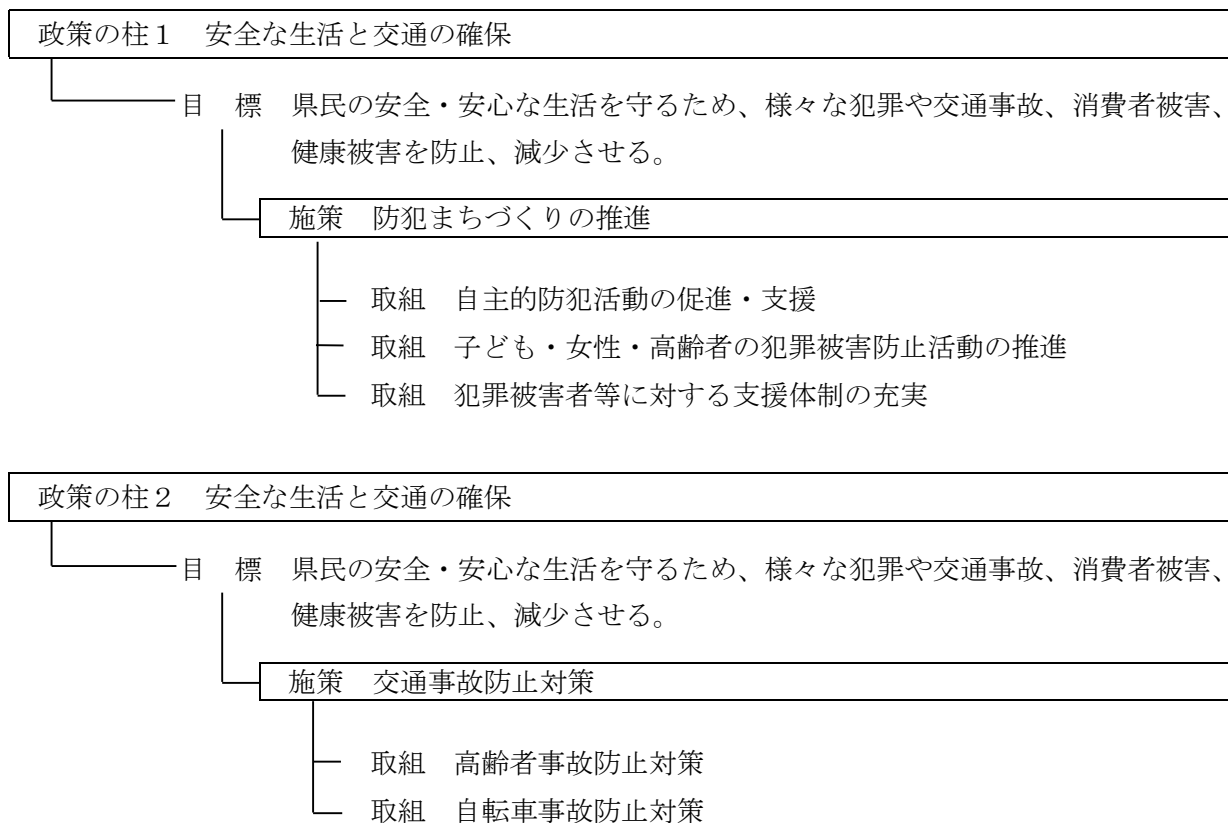 政策の柱１　安全な生活と交通の確保
目　標　県民の安全・安心な生活を守るため、様々な犯罪や交通事故、消費者被害、
健康被害を防止、減少させる。
施策　防犯まちづくりの推進
取組　自主的防犯活動の促進・支援
取組　子ども・女性・高齢者の犯罪被害防止活動の推進
取組　犯罪被害者等に対する支援体制の充実
政策の柱２　安全な生活と交通の確保
目　標　県民の安全・安心な生活を守るため、様々な犯罪や交通事故、消費者被害、
健康被害を防止、減少させる。
施策　交通事故防止対策
取組　高齢者事故防止対策
取組　自転車事故防止対策